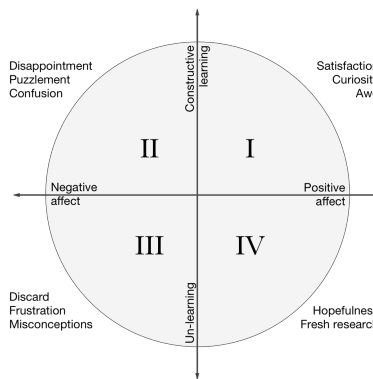 Disappointment
Puzzlement
Confusion
Constructive
learning
Satisfaction
Curiosit
Aw
II
I
Negative
affect
Positive
affect
III
IV
Discard
Frustration
Misconceptions
Un-learning
Hopefulnes
Fresh researc